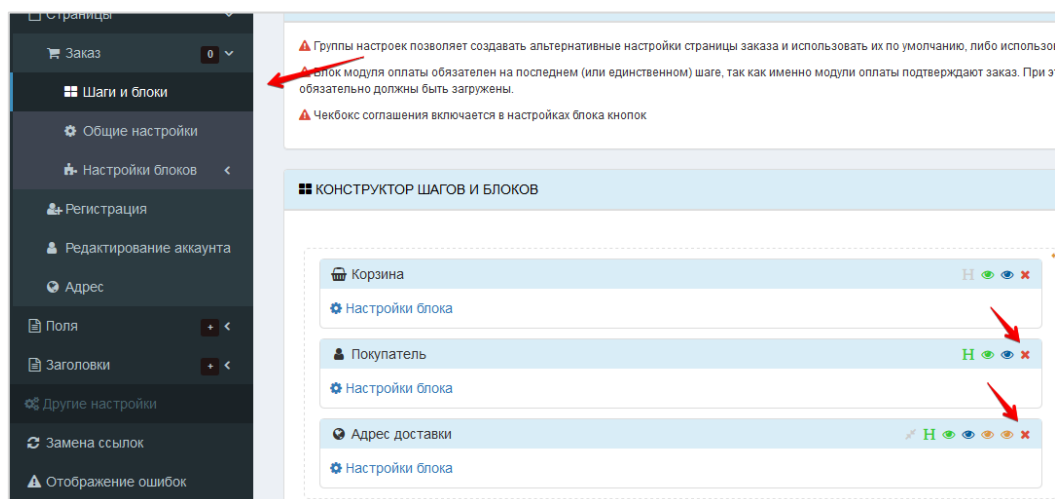 Страницы
Заказ 0
Шаги и блоки
Общие настройки
Настройки блоков
Регистрация
Редактирование аккаунта
Адрес
Поля +
Заголовки +
Другие настройки
Замена ссылок
Отображение ошибок
Группы настроек позволяет создавать альтернативные настройки страницы заказа и использовать их по умолчанию, либо использо
Блок модуля оплаты обязателен на последнем (или единственном) шаге, так как именно модули оплаты подтверждают заказ. При э
обязательно должны быть загружены.
Чекбокс соглашения включается в настройках блока кнопок
КОНСТРУКТОР ШАГОВ И БЛОКОВ
Корзина H
Настройки блока
Покупатель H
Настройки блока
Адрес доставки H
Настройки блока